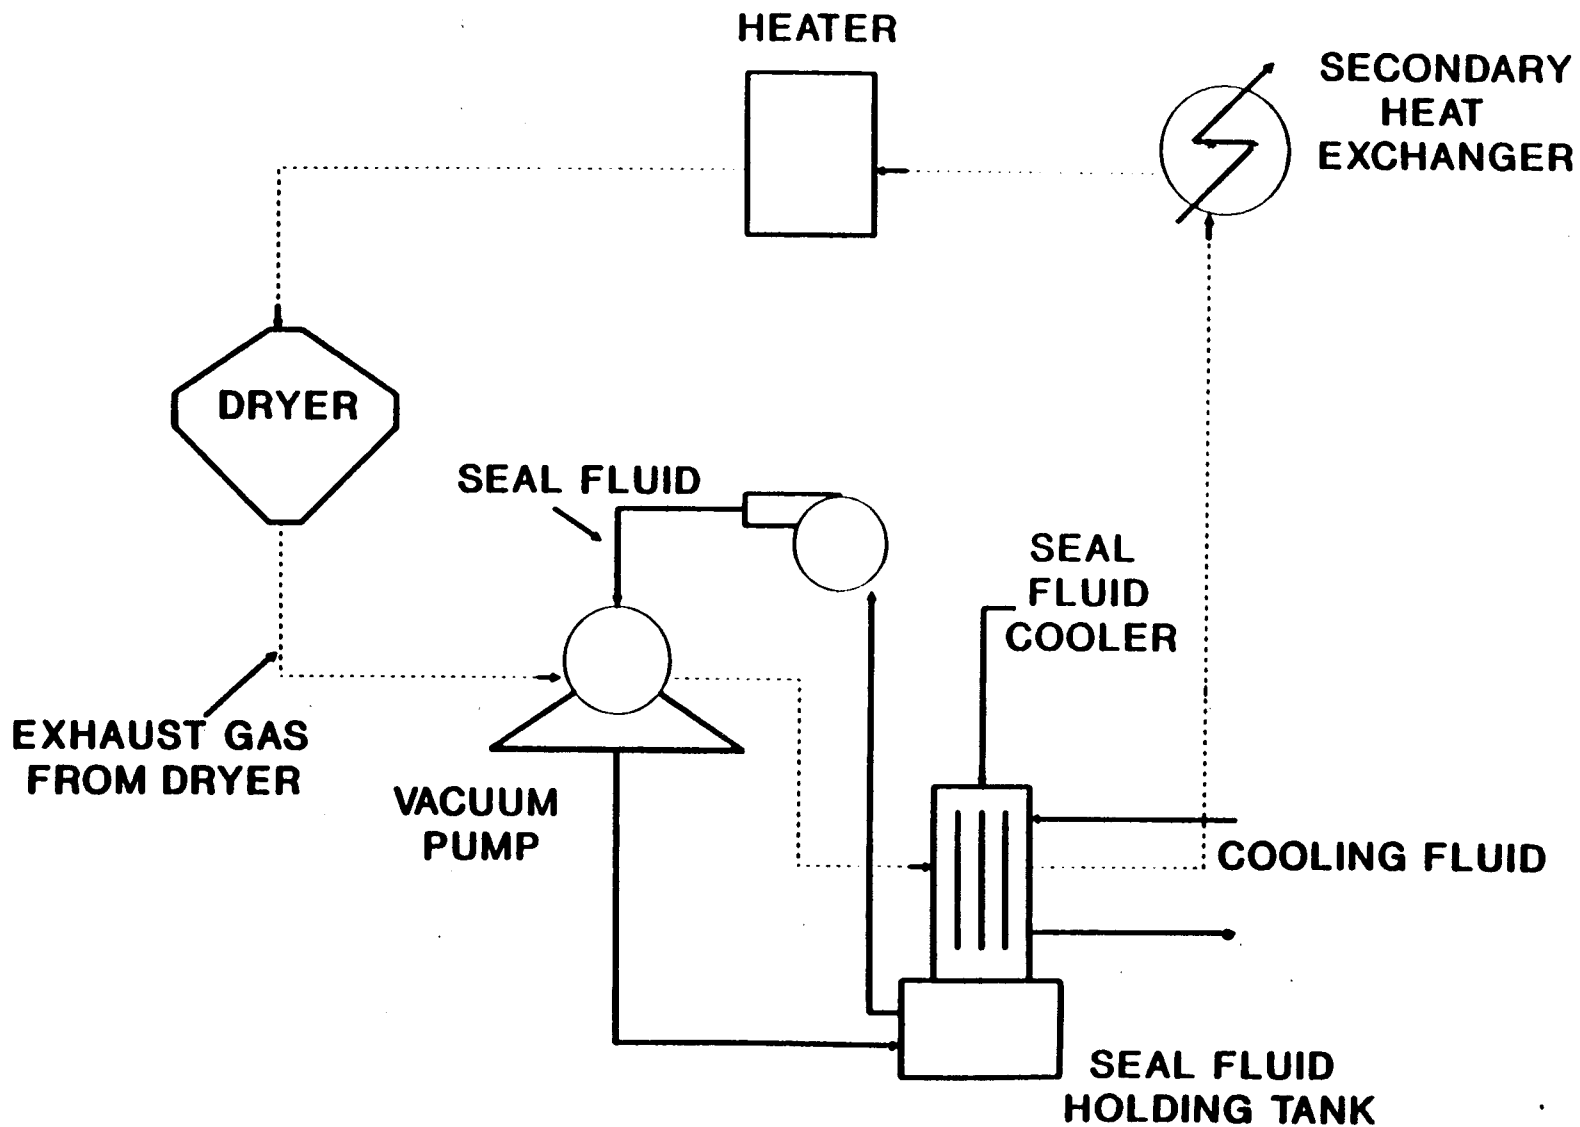 HEATER
SECONDARY
HEAT
EXCHANGER
DRYER
SEAL FLUID
SEAL
FLUID
COOLER
EXHAUST GAS
FROM DRYER
VACUUM
PUMP
COOLING FLUID
SEAL FLUID
HOLDING TANK